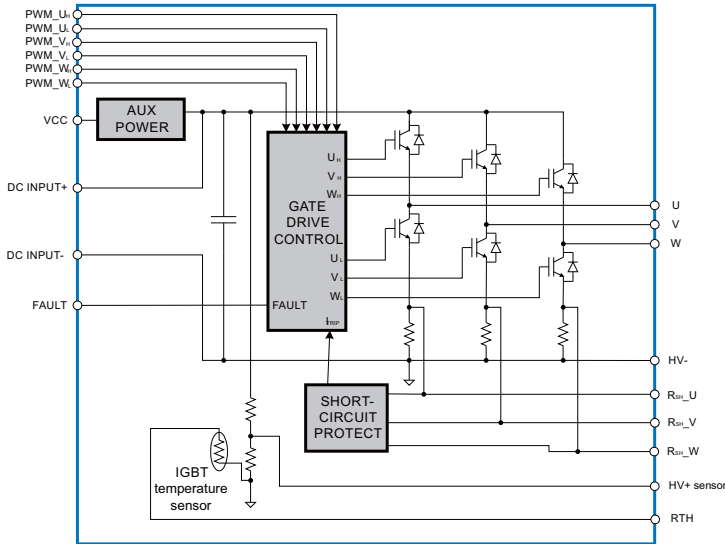 PWM_UH
PWM_UL
PWM_VH
PWM_VL
PWM_WH
PWM_WL
VCC
AUX
POWER
DC INPUT+
DC INPUT-
FAULT
UH
VH
WH
GATE
DRIVE
CONTROL
UL
VL
WL
FAULT
ITRIP
U
V
W
HV-
SHORT-
CIRCUIT
PROTECT
RSH_U
RSH_V
RSH_W
IGBT
temperature
sensor
HV+ sensor
RTH